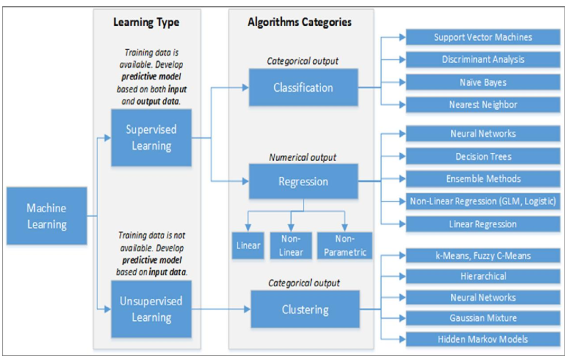 Learning Type
Algorithms Categories
Training data is
available. Develop
predictive model
based on both input
and output data.
Supervised
Learning
Machine
Learning
Training data is not
available. Develop
predictive model
based on input data.
Unsupervised
Learning
Categorical output
Classification
Numerical output
Regression
Linear
Non-
Linear
Non-
Parametric
Categorical output
Clustering
Support Vector Machines
Discriminant Analysis
Naive Bayes
Nearest Neighbor
Neural Networks
Decision Trees
Ensemble Methods
Non-Linear Regression (GLM, Logistic)
Linear Regression
k-Means, Fuzzy C-Means
Hierarchical
Neural Networks
Gaussian Mixture
Hidden Markov Models